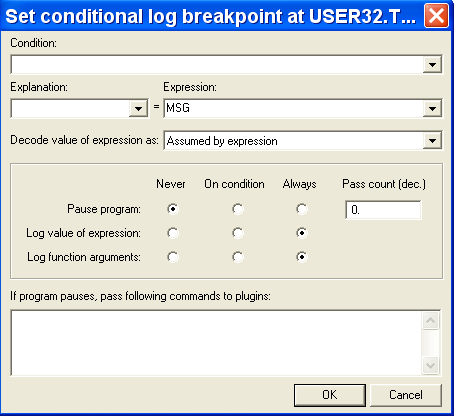 Set conditional log breakpoint at USER32.T...
Condition:
Explanation: Expression:
= MSG
Decode value of expression as: Assumed by expression
Never On condition Always Pass count (dec.)
Pause program: 0.
Log value of expression:
Log function arguments:
If program pauses, pass following commands to plugins:
OK Cancel